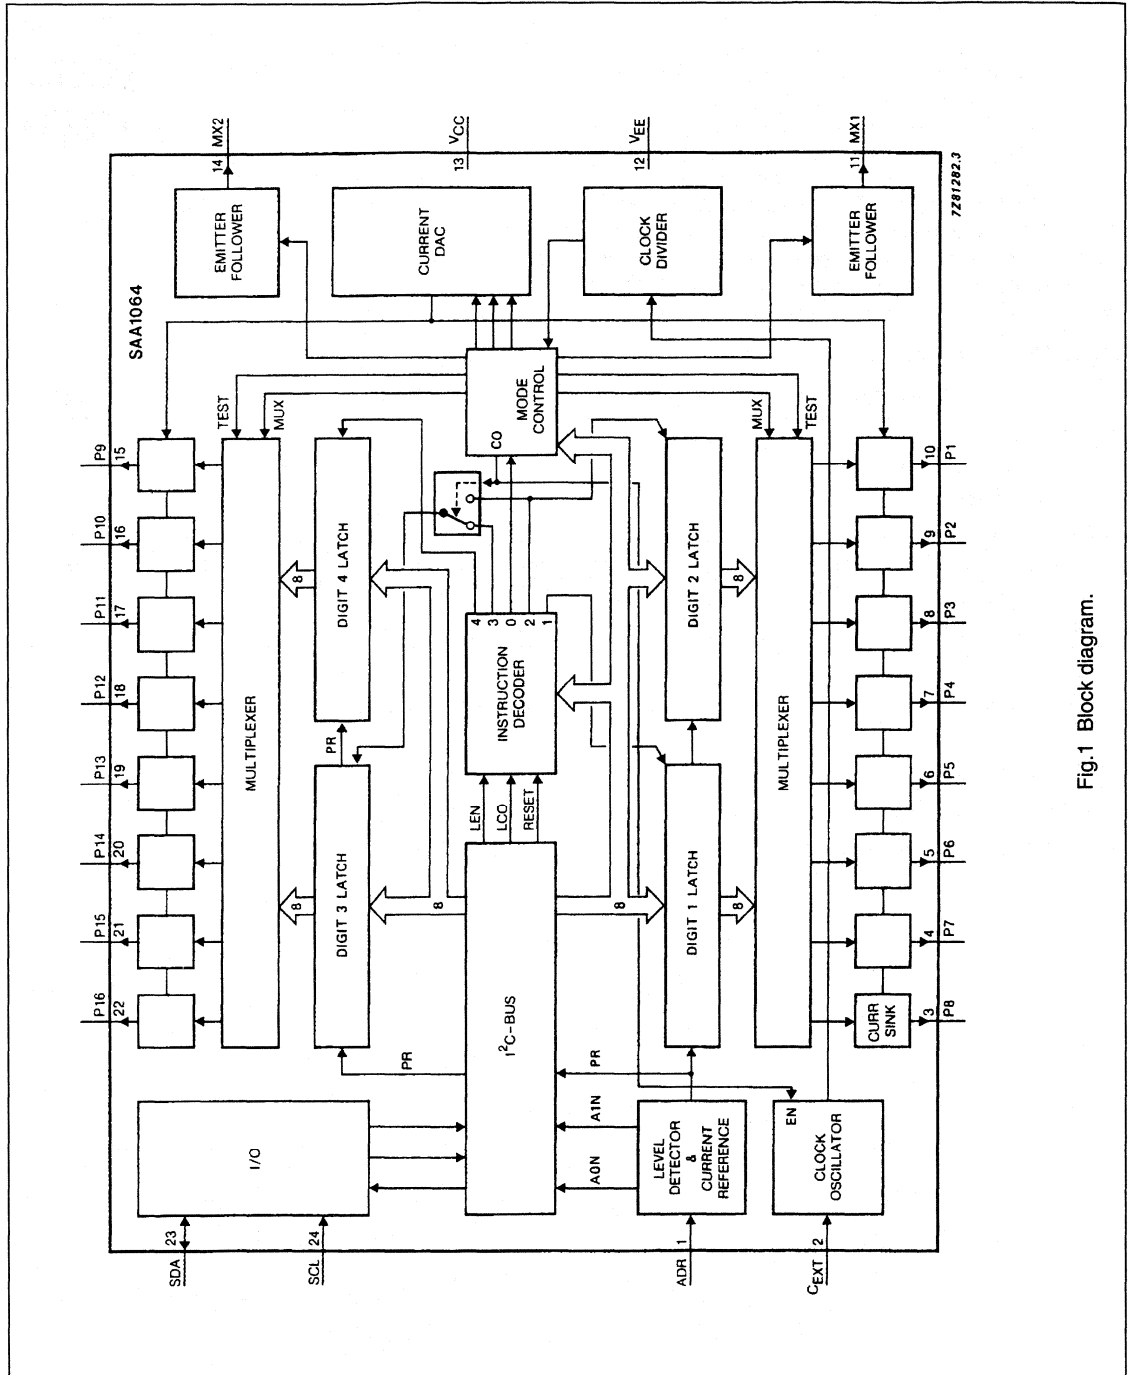 SAA1064
P16
P15
P14
P13
P12
P11
P10
P9
22
21
20
19
18
17
16
15
SDA
23
SCL
24
I/O
MULTIPLEXER
TEST
MUX
EMITTER
FOLLOWER
14
MX2
8
8
PR
DIGIT 3 LATCH
PR
DIGIT 4 LATCH
CURRENT
DAC
8
I²C-BUS
LEN
LCO
RESET
INSTRUCTION
DECODER
4
3
0
2
1
CO
MODE
CONTROL
13
VCC
12
VEE
CLOCK
DIVIDER
8
A0N
A1N
PR
ADR
1
LEVEL
DETECTOR
&
CURRENT
REFERENCE
DIGIT 1 LATCH
DIGIT 2 LATCH
8
8
MUX
TEST
MULTIPLEXER
CEXT
2
EN
CLOCK
OSCILLATOR
EMITTER
FOLLOWER
11
MX1
CURR
SINK
3
4
5
6
7
8
9
10
P8
P7
P6
P5
P4
P3
P2
P1
7Z81282.3
Fig.1 Block diagram.